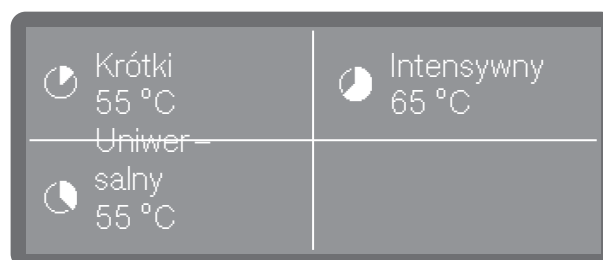 Krótki
55 °C
Intensywny
65 °C
Uniwer–
salny
55 °C